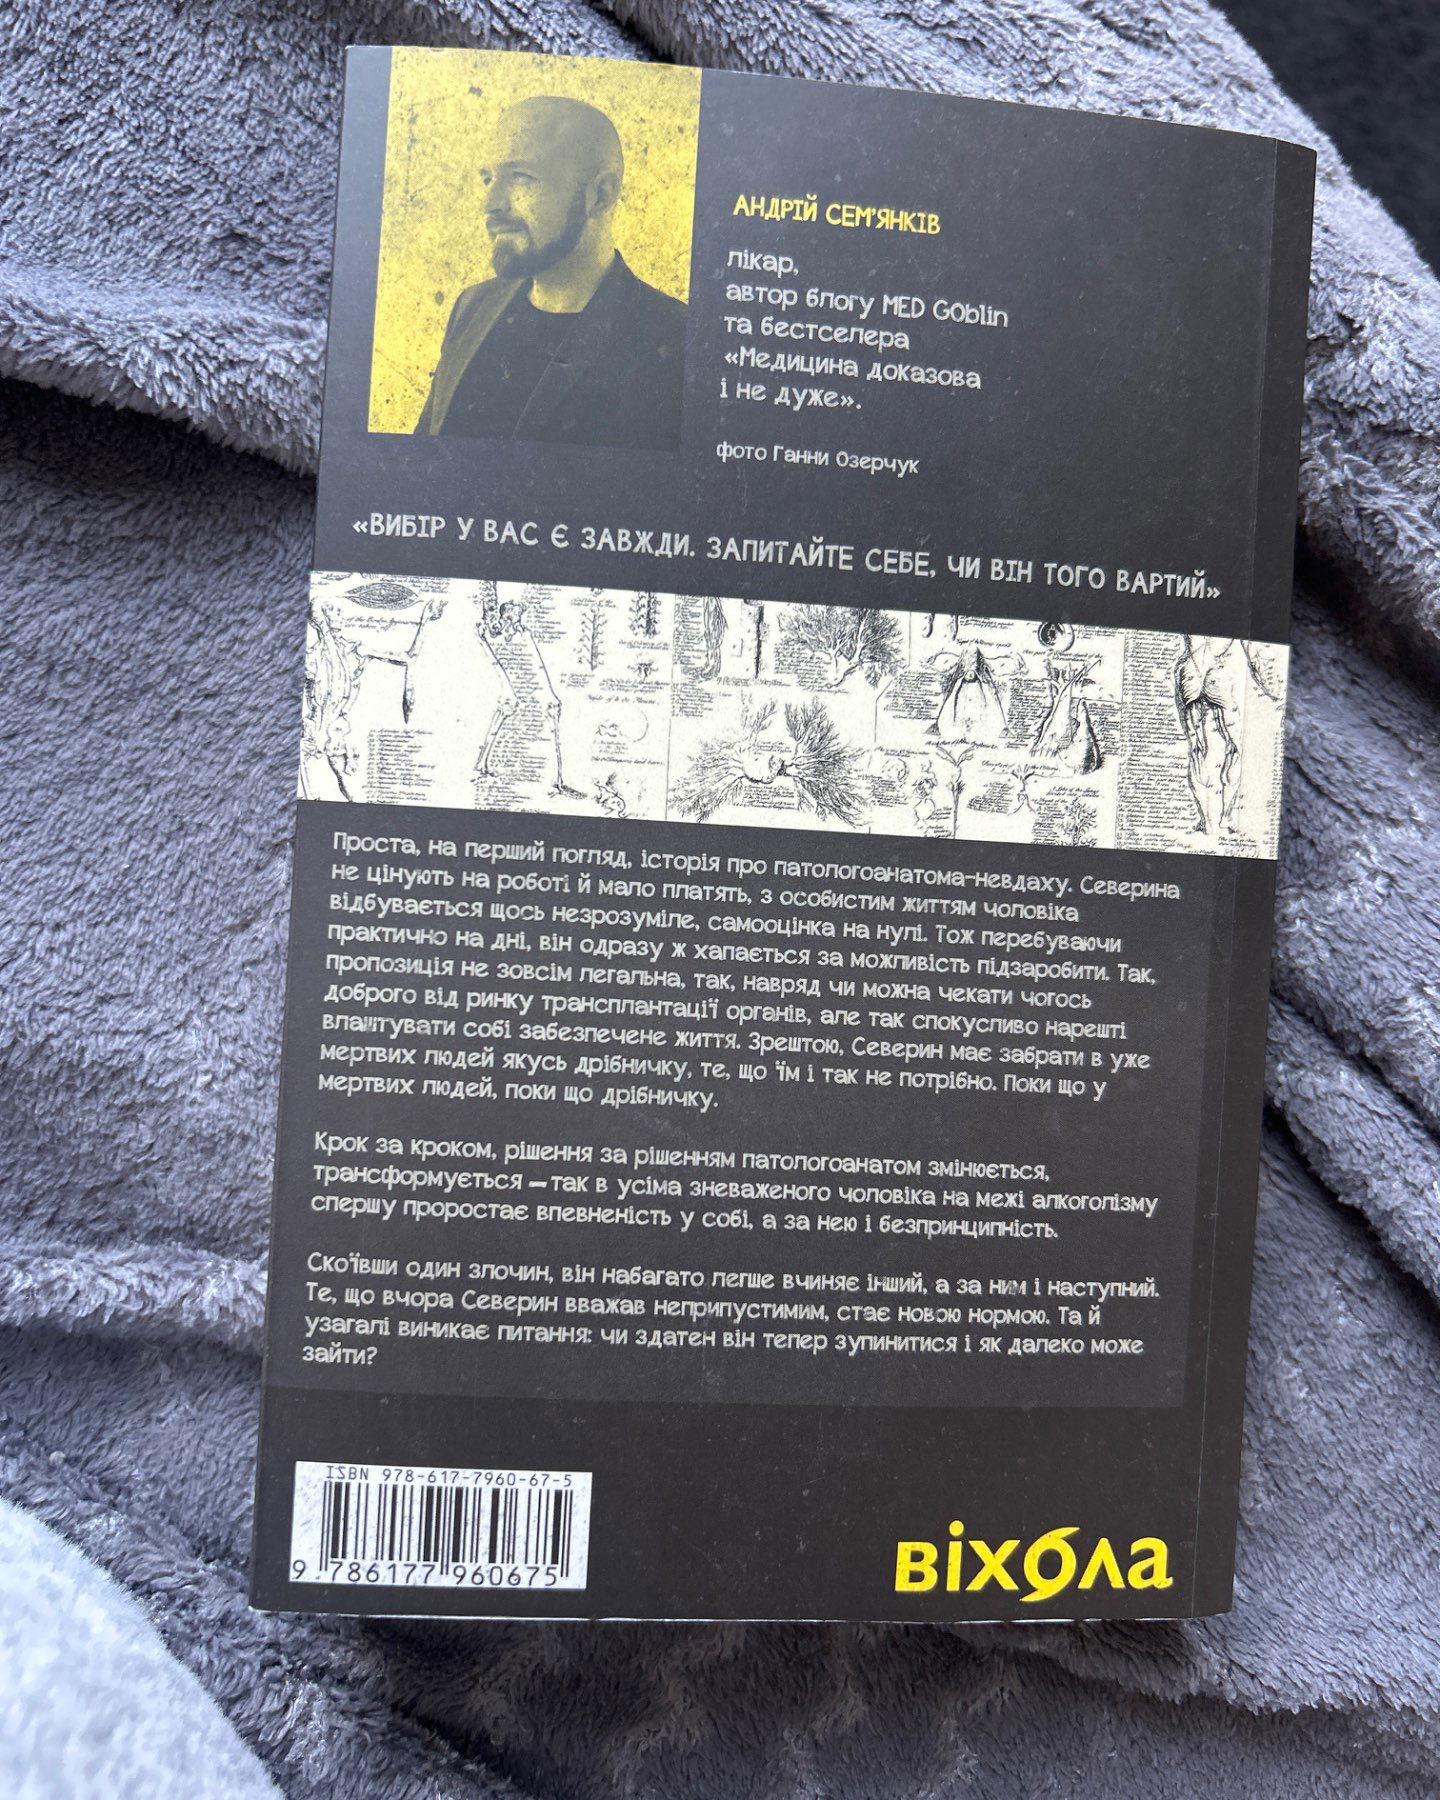 АНДРІЙ СЕМ'ЯНКІВ
лікар,
автор блогу MED GOblin
та бестселера
«Медицина доказова
і не дуже».
фото Ганни Озерчук
«ВИБІР У ВАС Є ЗАВЖДИ. ЗАПИТАЙТЕ СЕБЕ, ЧИ ВІН ТОГО ВАРТИЙ»
Проста, на перший погляд, історія про патологоанатома-невдаху. Северина
не цінують на роботі й мало платять, з особистим життям чоловіка
відбувається щось незрозуміле, самооцінка на нулі. Тож перебуваючи
практично на дні, він одразу ж хапається за можливість підзаробити. Так,
пропозиція не зовсім легальна, так, навряд чи можна чекати чогось
доброго від ринку трансплантації органів, але так спокусливо нарешті
влаштувати собі забезпечене життя. Зрештою, Северин має забрати в уже
мертвих людей якусь дрібничку, те, що їм і так не потрібно. Поки що у
мертвих людей, поки що дрібничку.
Крок за кроком, рішення за рішенням патологоанатом змінюється,
трансформується — так в усіма зневаженого чоловіка на межі алкоголізму
спершу проростає впевненість у собі, а за нею і безпринципність.
Скоївши один злочин, він набагато легше вчиняє інший, а за ним і наступний.
Те, що вчора Северин вважав неприпустимим, стає новою нормою. Та й
узагалі виникає питання: чи здатен він тепер зупинитися і як далеко може
зайти?
ISBN 978-617-7960-67-5
9 786177 960675
віхола